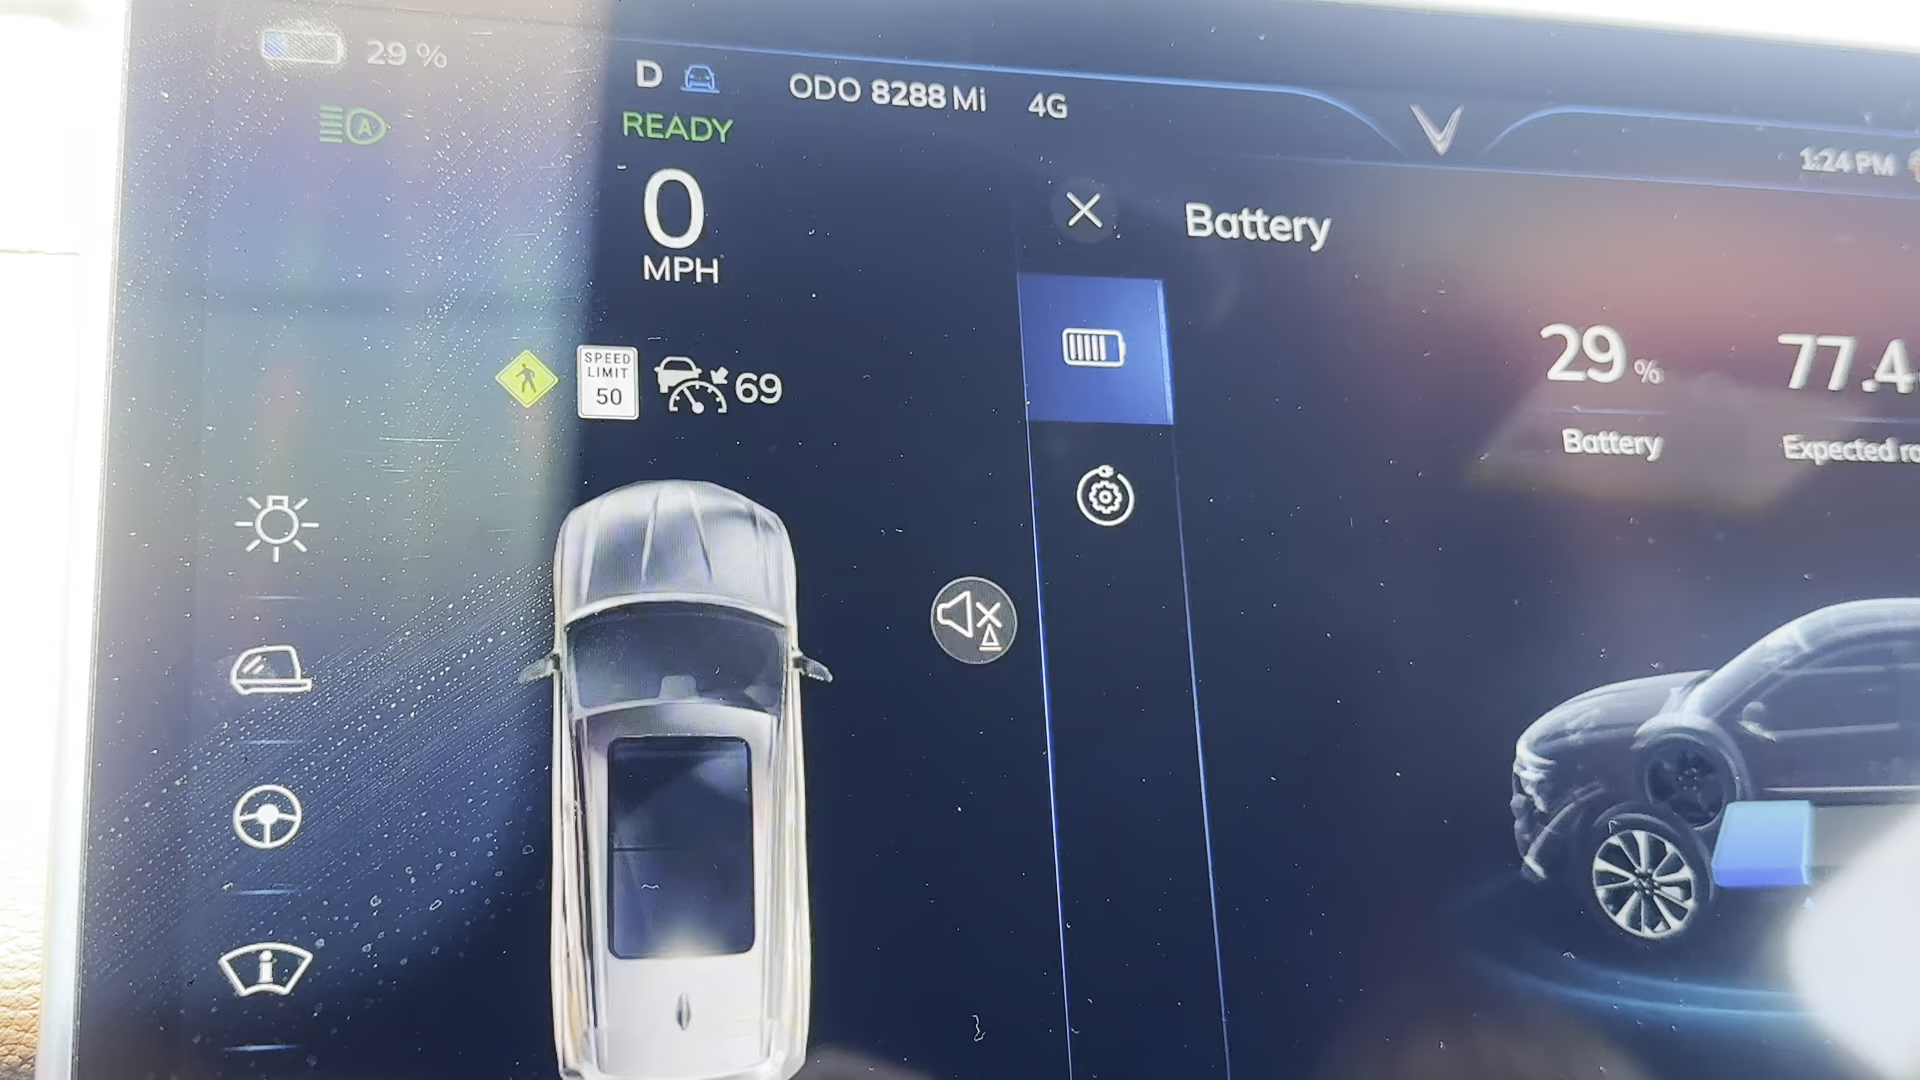 29 %
D ODO 8288 Mi 4G
READY
1:24 PM
0
MPH
Battery
SPEED
LIMIT
50
69
29 %
77.4
Battery
Expected